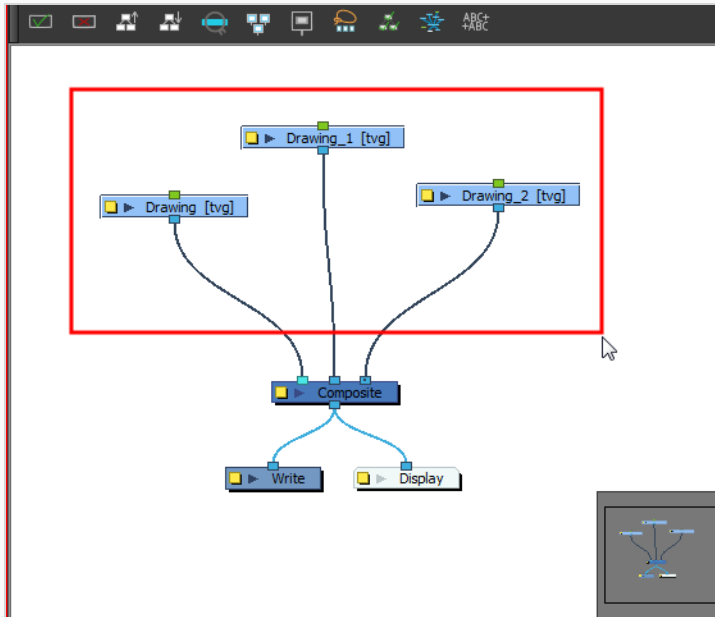 ABC+
+ABC
Drawing_1 [tvg]
Drawing [tvg]
Drawing_2 [tvg]
Composite
Write
Display